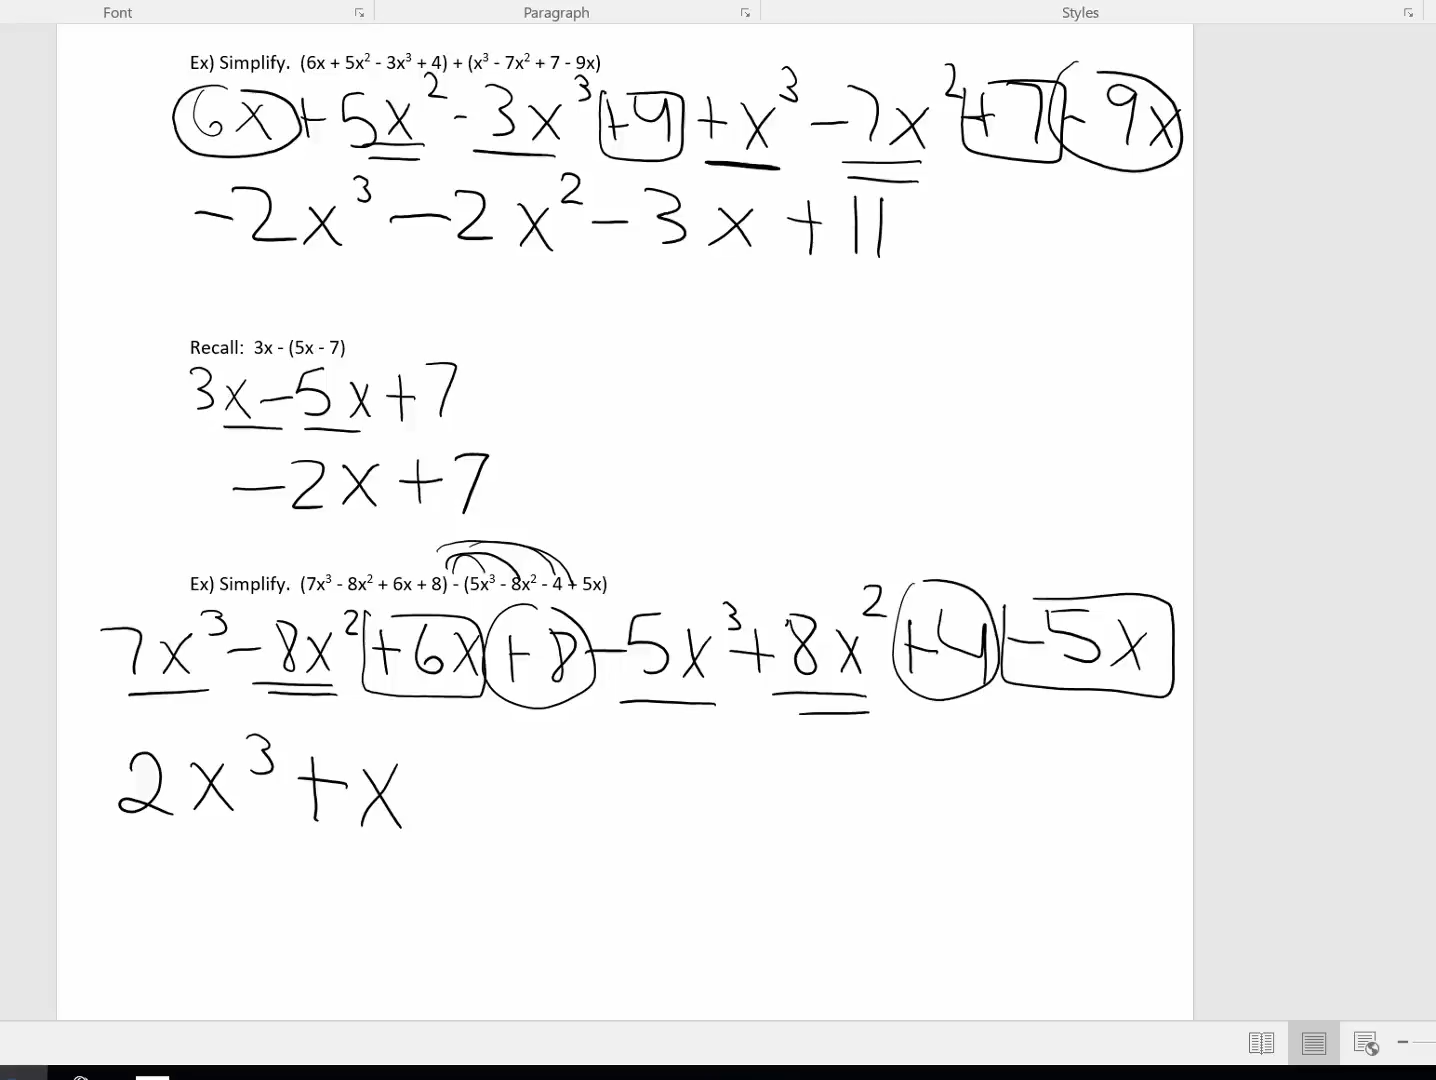 Font Paragraph Styles
Ex) Simplify. (6x + 5x² - 3x³ + 4) + (x³ - 7x² + 7 - 9x)
6x + 5x² - 3x³ + 4 + x³ - 7x² + 7 - 9x
-2x³ - 2x² - 3x + 11
Recall: 3x - (5x - 7)
3x - 5x + 7
-2x + 7
Ex) Simplify. (7x³ - 8x² + 6x + 8) - (5x³ - 8x² - 4 + 5x)
7x³ - 8x² + 6x + 8 - 5x³ + 8x² + 4 - 5x
2x³ + x